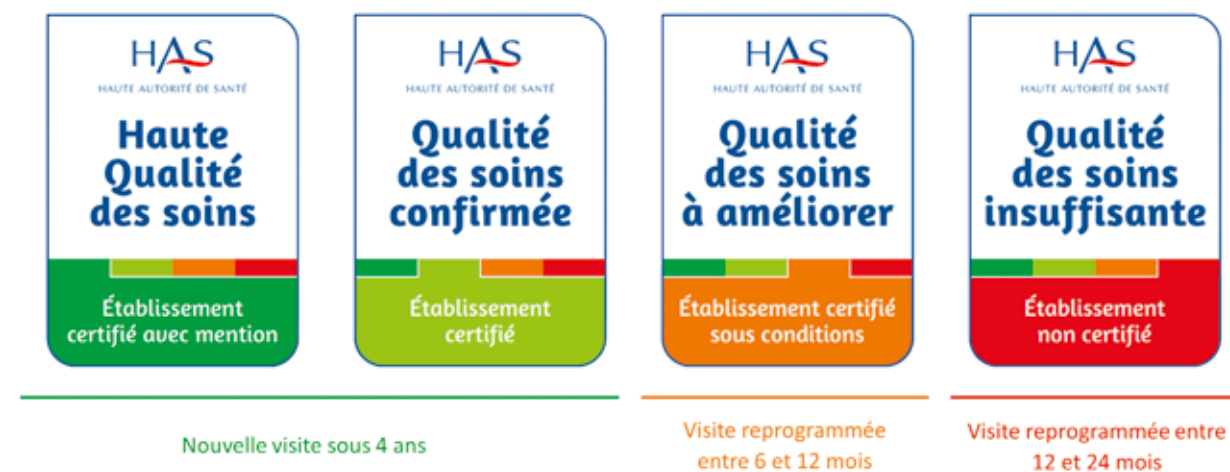 HAS
HAUTE AUTORITÉ DE SANTÉ
Haute
Qualité
des soins
Établissement
certifié avec mention
HAS
HAUTE AUTORITÉ DE SANTÉ
Qualité
des soins
confirmée
Établissement
certifié
HAS
HAUTE AUTORITÉ DE SANTÉ
Qualité
des soins
à améliorer
Établissement certifié
sous conditions
HAS
HAUTE AUTORITÉ DE SANTÉ
Qualité
des soins
insuffisante
Établissement
non certifié
Nouvelle visite sous 4 ans
Visite reprogrammée
entre 6 et 12 mois
Visite reprogrammée entre
12 et 24 mois